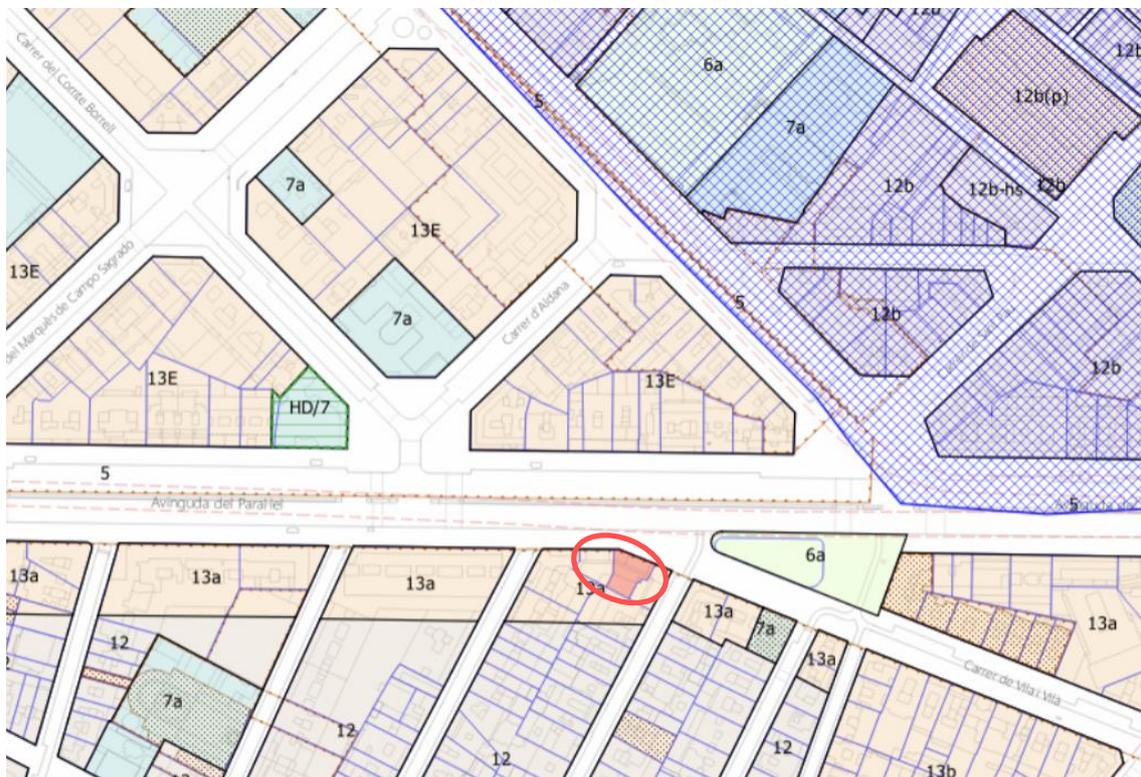 12b
6a
5
12b
12b(p)
7a
Carrer del Comte Borrell
7a
12b
12b-hs
12b
13E
13E
del Marquès de Campo Sagrado
Carrer d'Aldana
5
12b
7a
13E
HD/7
13E
12b
5
Avinguda del Paral·lel
5
6a
13a
13a
13a
13a
13a
7a
13a
13a
12
7a
Carrer de Vila i Vilà
12
12
12
13b